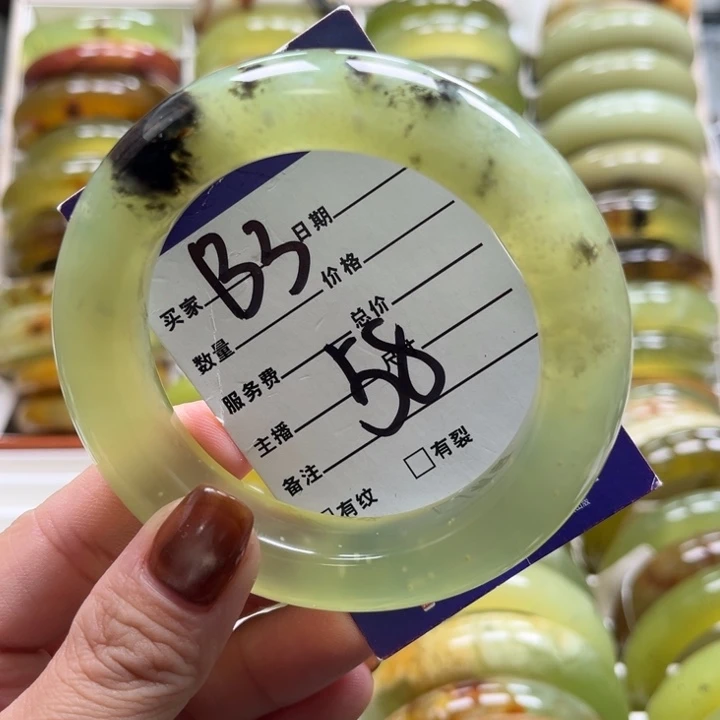 日期
买家 B3
价格
数量
总价
服务费
58
主播
备注
有裂
有纹